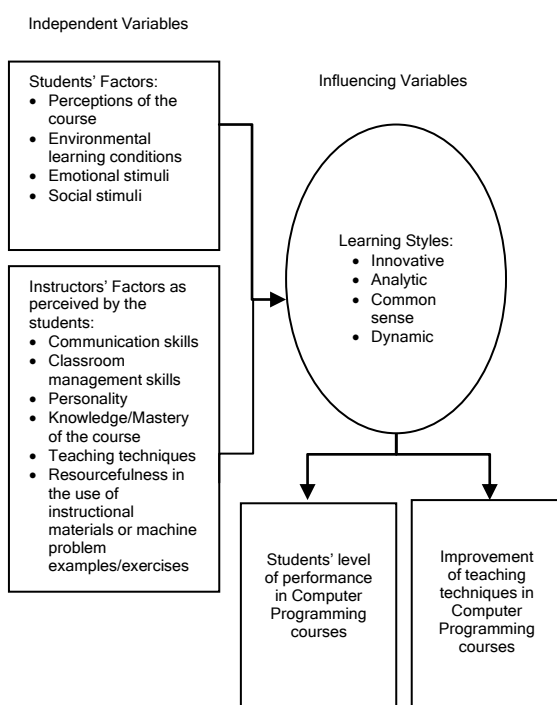 Independent Variables
Students' Factors:
• Perceptions of the
course
• Environmental
learning conditions
• Emotional stimuli
• Social stimuli
Instructors' Factors as
perceived by the
students:
• Communication skills
• Classroom
management skills
• Personality
• Knowledge/Mastery
of the course
• Teaching techniques
• Resourcefulness in
the use of
instructional
materials or machine
problem
examples/exercises
Influencing Variables
Learning Styles:
• Innovative
• Analytic
• Common
sense
• Dynamic
Students' level
of performance
in Computer
Programming
courses
Improvement
of teaching
techniques in
Computer
Programming
courses